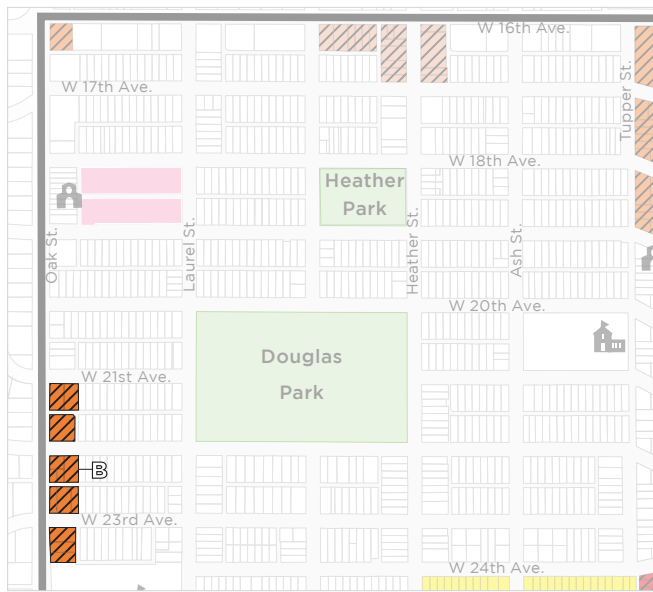 W 16th Ave.
Tupper St.
W 17th Ave.
W 18th Ave.
Heather
Park
Oak St.
Laurel St.
Heather St.
Ash St.
W 20th Ave.
Douglas
Park
W 21st Ave.
B
W 23rd Ave.
W 24th Ave.